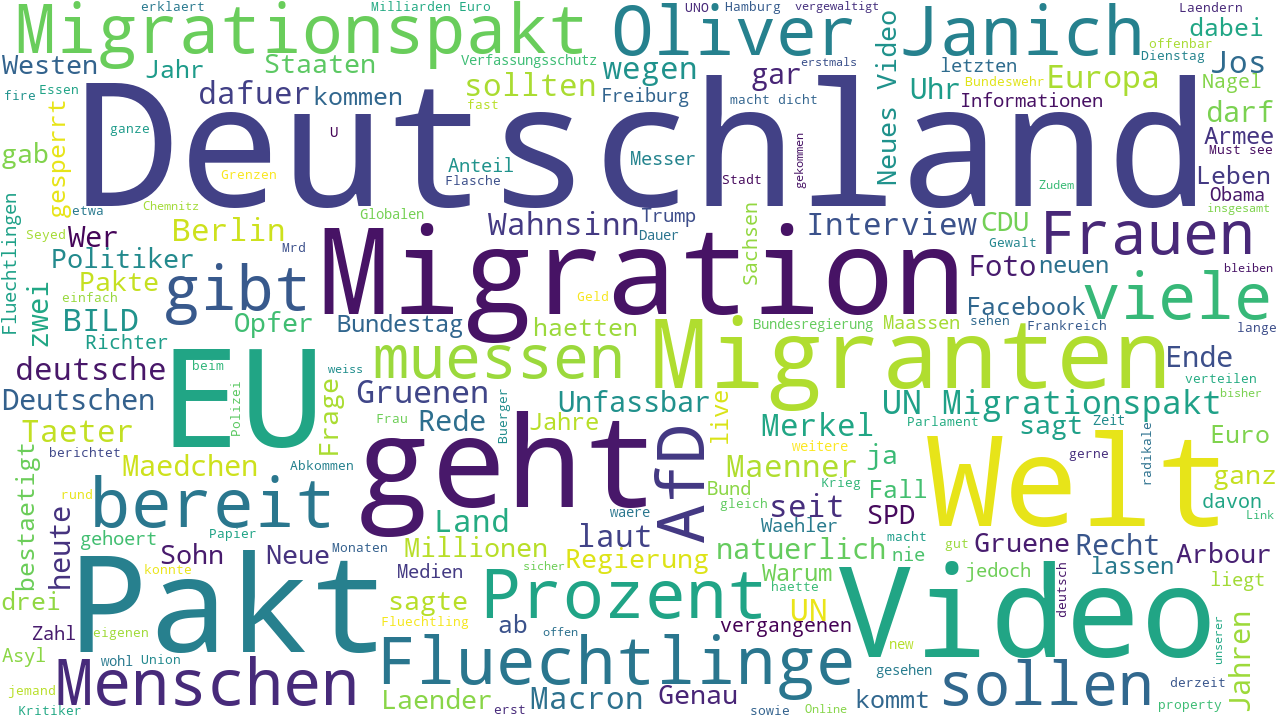 erklaert
Milliarden Euro
UNO
Hamburg
vergewaltigt
Laendern
Migrationspakt
Oliver
Janich
dabei
offenbar
Westen
Jahr
Staaten
Verfassungsschutz
wegen
gar
erstmals
Neues Video
letzten
Dienstag
Jos
fire
Essen
dafuer
kommen
sollten
fast
Freiburg
macht dicht
Uhr
Bundeswehr
Europa
Nagel
Informationen
darf
ganze
gesperrt
U
Deutschland
Armee
Must see
gab
Anteil
Messer
gekommen
Grenzen
Flasche
Stadt
Zudem
Leben
Obama
Fluechtlingen
etwa
Chemnitz
Globalen
Wahnsinn
Trump
Interview
CDU
insgesamt
Seyed
Wer
Berlin
Mrd
Dauer
Sachsen
Gewalt
Frauen
Politiker
Migration
Foto
neuen
bleiben
zwei
Pakte
gibt
einfach
Geld
Facebook
viele
BILD
Opfer
Bundestag
haetten
Bundesregierung
Maassen
sehen
Frankreich
lange
Richter
muessen
Migranten
Ende
deutsche
EU
beim
weiss
verteilen
Deutschen
Polizei
Frage
Gruenen
Unfassbar
live
UN Migrationspakt
bisher
Taeter
Frau
Rede
Buerger
Jahre
Merkel
Parlament
sagt
Zeit
radikale
Euro
berichtet
Maedchen
Abkommen
geht
AfD
weitere
Maenner
ja
Welt
gerne
ganz
bestaetigt
rund
bereit
Bund
Krieg
Fall
gleich
seit
SPD
davon
Link
heute
gehoert
Papier
Land
waere
laut
Waehler
macht
Sohn
Neue
Monaten
Millionen
Regierung
natuerlich
nie
gut
Gruene
Recht
Arbour
konnte
Medien
sicher
Warum
haette
jedoch
deutsch
lassen
liegt
drei
Pakt
sagte
Prozent
UN
Video
Zahl
eigenen
Fluechtling
ab
offen
vergangenen
new
unserer
Jahren
Asyl
wohl
Union
Fluechtlinge
gesehen
derzeit
jemand
Menschen
Laender
Macron
Genau
kommt
sollen
property
Kritiker
erst
sowie
Online